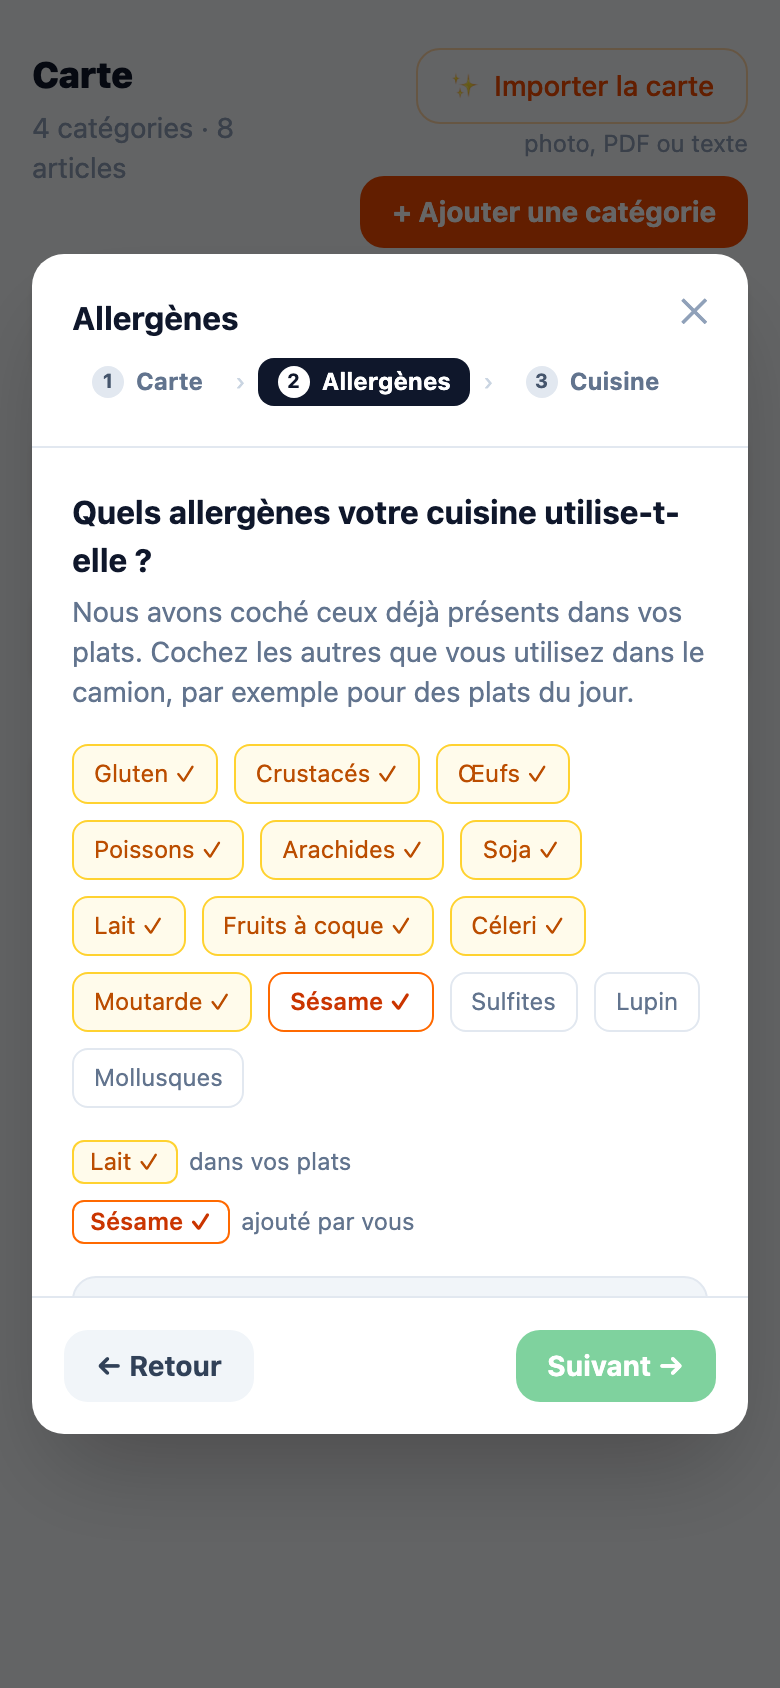 Carte
4 catégories · 8
articles
✨ Importer la carte
photo, PDF ou texte
+ Ajouter une catégorie
Allergènes
1 Carte › 2 Allergènes › 3 Cuisine
Quels allergènes votre cuisine utilise-t-
elle ?
Nous avons coché ceux déjà présents dans vos
plats. Cochez les autres que vous utilisez dans le
camion, par exemple pour des plats du jour.
Gluten ✓ Crustacés ✓ Œufs ✓
Poissons ✓ Arachides ✓ Soja ✓
Lait ✓ Fruits à coque ✓ Céleri ✓
Moutarde ✓ Sésame ✓ Sulfites Lupin
Mollusques
Lait ✓ dans vos plats
Sésame ✓ ajouté par vous
← Retour Suivant →